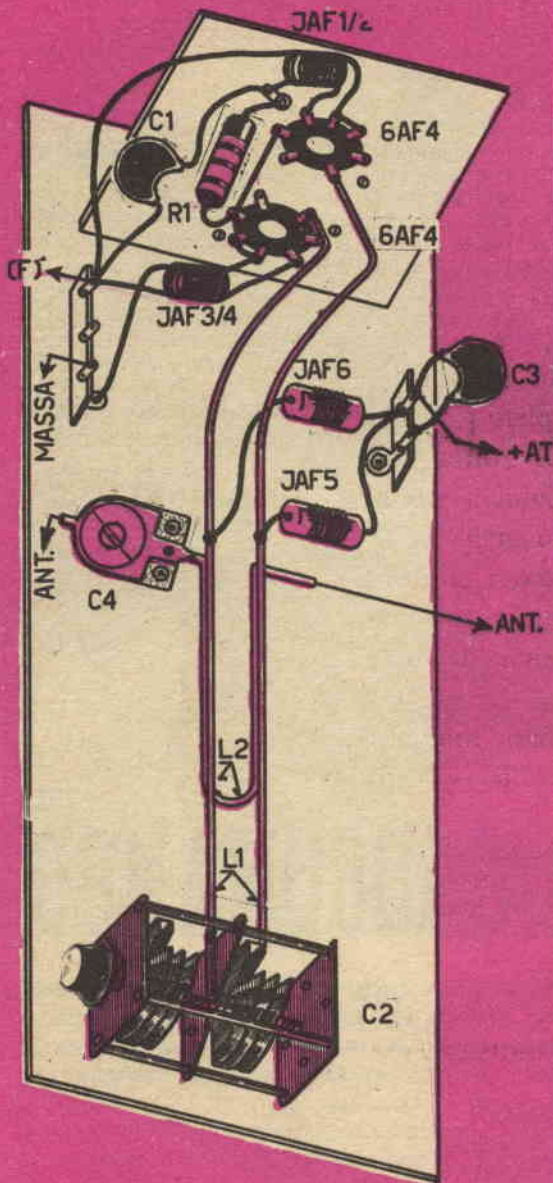 JAF1/2
C1
6AF4
R1
6AF4
(F)
JAF3/4
MASSA
JAF6
C3
+AT
JAF5
ANT.
C4
ANT.
L2
L1
C2